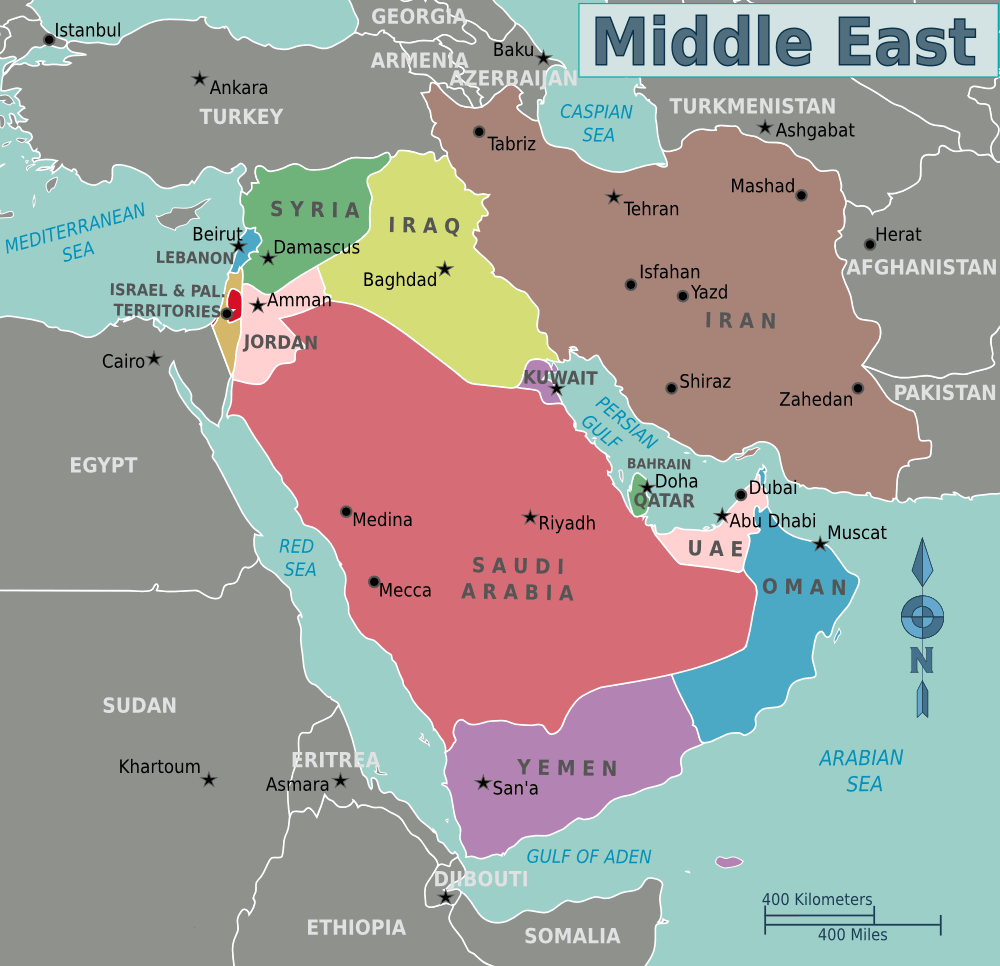 Middle East
GEORGIA
Istanbul
Baku
ARMENIA
AZERBAIJAN
Ankara
TURKEY
TURKMENISTAN
CASPIAN
SEA
Ashgabat
Tabriz
Mashad
Tehran
MEDITERRANEAN
SEA
SYRIA
IRAQ
Beirut
Damascus
LEBANON
Herat
AFGHANISTAN
Baghdad
Isfahan
Yazd
IRAN
ISRAEL & PAL.
TERRITORIES
Amman
JORDAN
Cairo
KUWAIT
Shiraz
Zahedan
PAKISTAN
PERSIAN
GULF
EGYPT
BAHRAIN
Doha
QATAR
Dubai
Abu Dhabi
Muscat
Medina
Riyadh
UAE
RED
SEA
SAUDI
ARABIA
Mecca
OMAN
N
SUDAN
ERITREA
Khartoum
Asmara
YEMEN
San'a
ARABIAN
SEA
GULF OF ADEN
DJIBOUTI
ETHIOPIA
SOMALIA
400 Kilometers
400 Miles